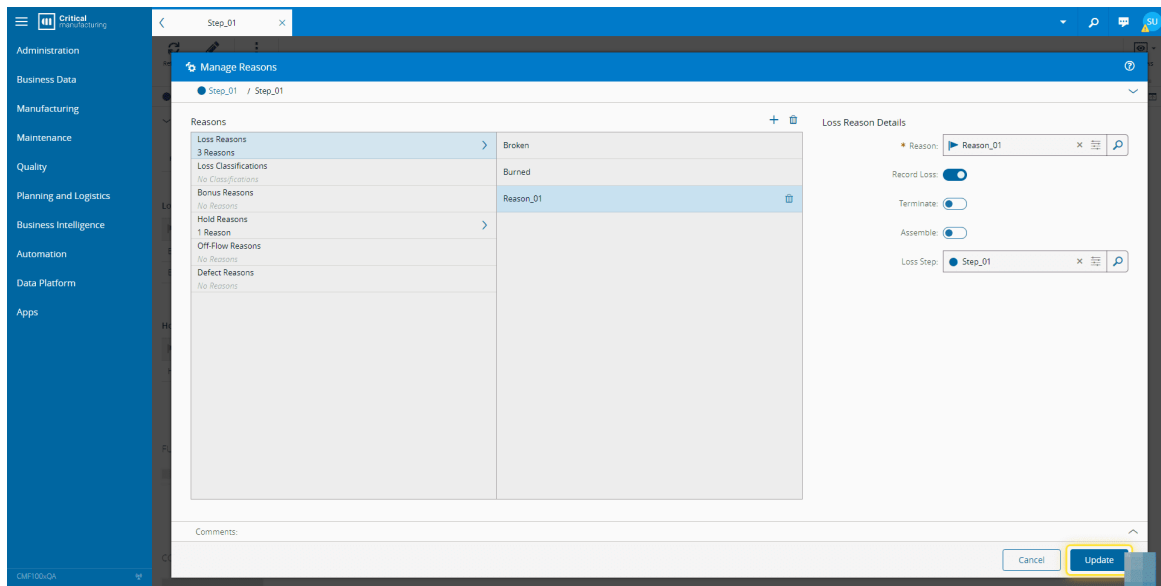 Critical
manufacturing
Step_01
SU
Administration
Business Data
Manufacturing
Maintenance
Quality
Planning and Logistics
Business Intelligence
Automation
Data Platform
Apps
CMF100xQA
Manage Reasons
Step_01 / Step_01
Reasons
Loss Reasons
3 Reasons
Loss Classifications
No Classifications
Bonus Reasons
No Reasons
Hold Reasons
1 Reason
Off-Flow Reasons
No Reasons
Defect Reasons
No Reasons
Broken
Burned
Reason_01
Loss Reason Details
* Reason: Reason_01
Record Loss:
Terminate:
Assemble:
Loss Step: Step_01
Comments:
Cancel
Update